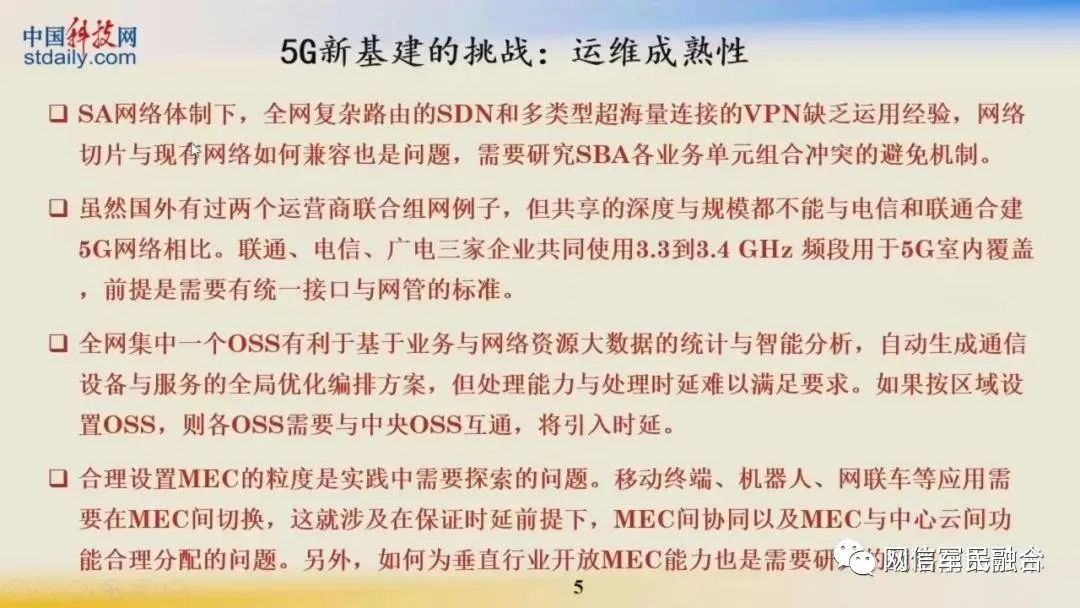 中国科技网
stdaily.com
5G新基建的挑战：运维成熟性
❑ SA网络体制下，全网复杂路由的SDN和多类型超海量连接的VPN缺乏运用经验，网络
切片与现有网络如何兼容也是问题，需要研究SBA各业务单元组合冲突的避免机制。
❑ 虽然国外有过两个运营商联合组网例子，但共享的深度与规模都不能与电信和联通合建
5G网络相比。联通、电信、广电三家企业共同使用3.3到3.4 GHz 频段用于5G室内覆盖
，前提是需要有统一接口与网管的标准。
❑ 全网集中一个OSS有利于基于业务与网络资源大数据的统计与智能分析，自动生成通信
设备与服务的全局优化编排方案，但处理能力与处理时延难以满足要求。如果按区域设
置OSS，则各OSS需要与中央OSS互通，将引入时延。
❑ 合理设置MEC的粒度是实践中需要探索的问题。移动终端、机器人、网联车等应用需
要在MEC间切换，这就涉及在保证时延前提下，MEC间协同以及MEC与中心云间功
能合理分配的问题。另外，如何为垂直行业开放MEC能力也是需要研
网信军民融合
5